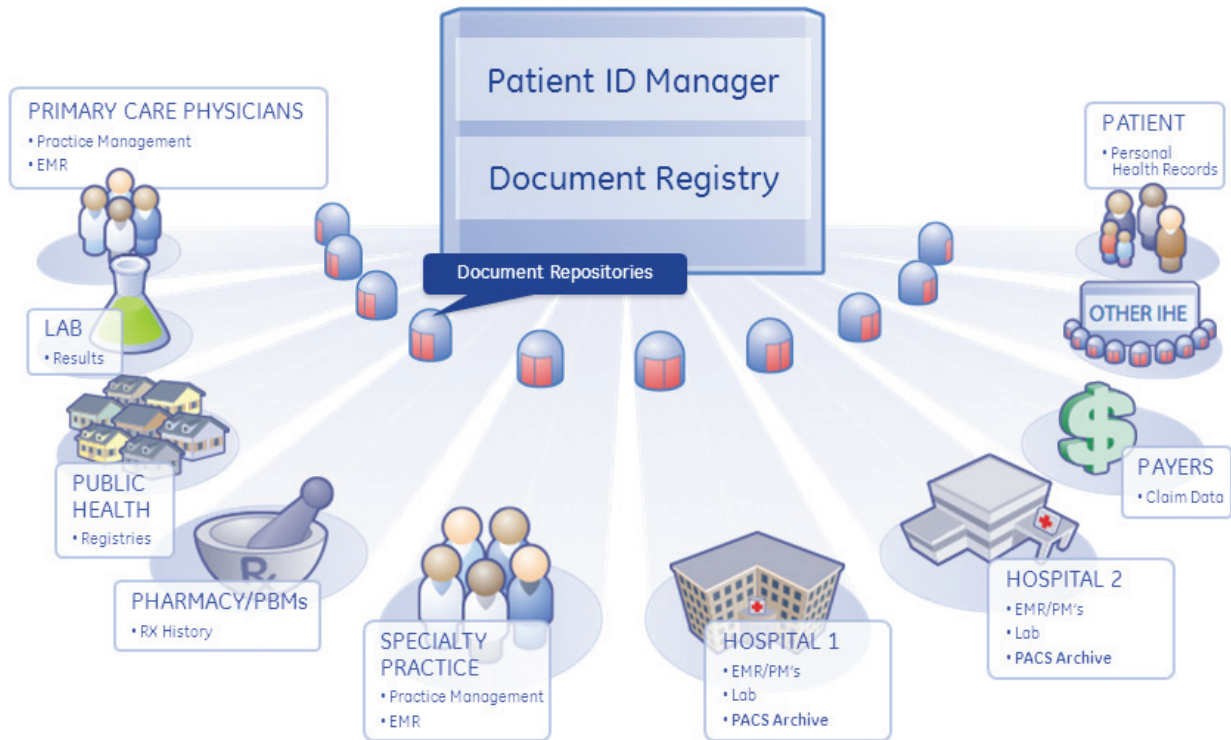 Patient ID Manager
Document Registry
Document Repositories
PRIMARY CARE PHYSICIANS
• Practice Management
• EMR
LAB
• Results
PUBLIC
HEALTH
• Registries
Rx
PHARMACY/PBMs
• RX History
SPECIALTY
PRACTICE
• Practice Management
• EMR
HOSPITAL 1
• EMR/PM's
• Lab
• PACS Archive
HOSPITAL 2
• EMR/PM's
• Lab
• PACS Archive
PAYERS
• Claim Data
$
OTHER IHE
PATIENT
• Personal
Health Records